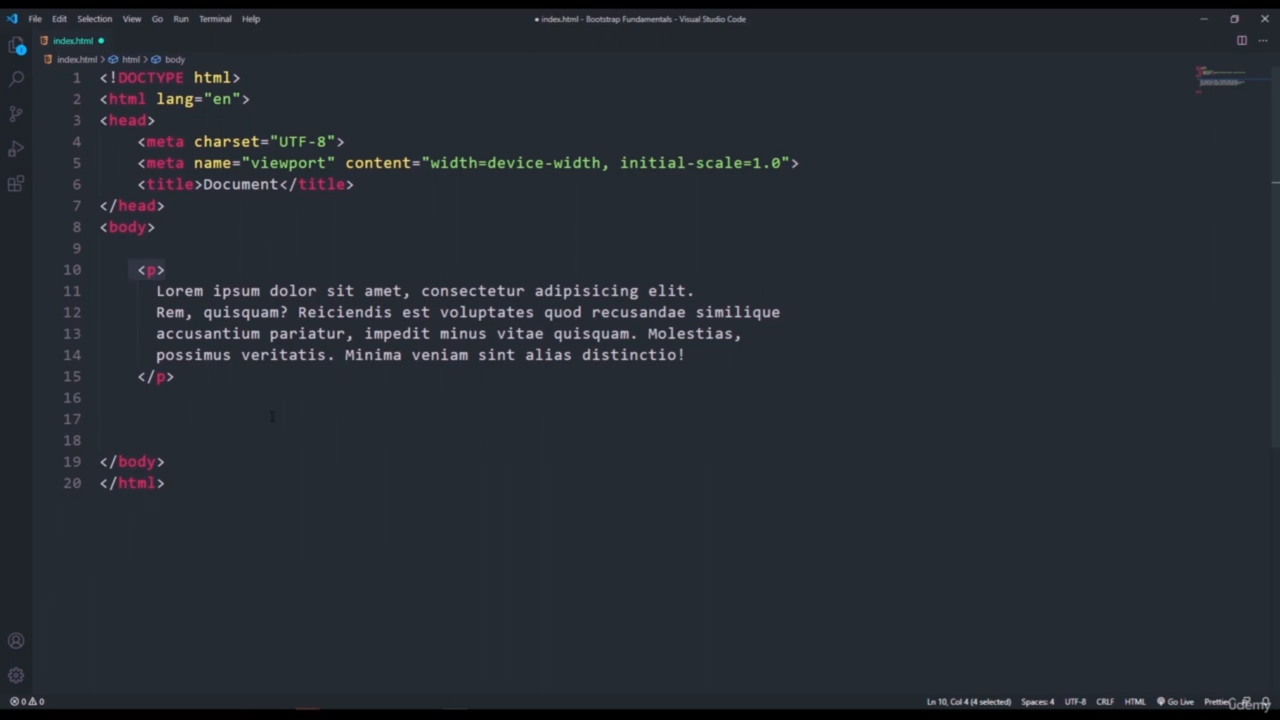 File Edit Selection View Go Run Terminal Help
● index.html - Bootstrap Fundamentals - Visual Studio Code
index.html ●
index.html > html > body
1 <!DOCTYPE html>
2 <html lang="en">
3 <head>
4 <meta charset="UTF-8">
5 <meta name="viewport" content="width=device-width, initial-scale=1.0">
6 <title>Document</title>
7 </head>
8 <body>
9
10 <p>
11 Lorem ipsum dolor sit amet, consectetur adipisicing elit.
12 Rem, quisquam? Reiciendis est voluptates quod recusandae similique
13 accusantium pariatur, impedit minus vitae quisquam. Molestias,
14 possimus veritatis. Minima veniam sint alias distinctio!
15 </p>
16
17
18
19 </body>
20 </html>
0 0 Ln 10, Col 4 (4 selected) Spaces: 4 UTF-8 CRLF HTML Go Live Prettier
udemy